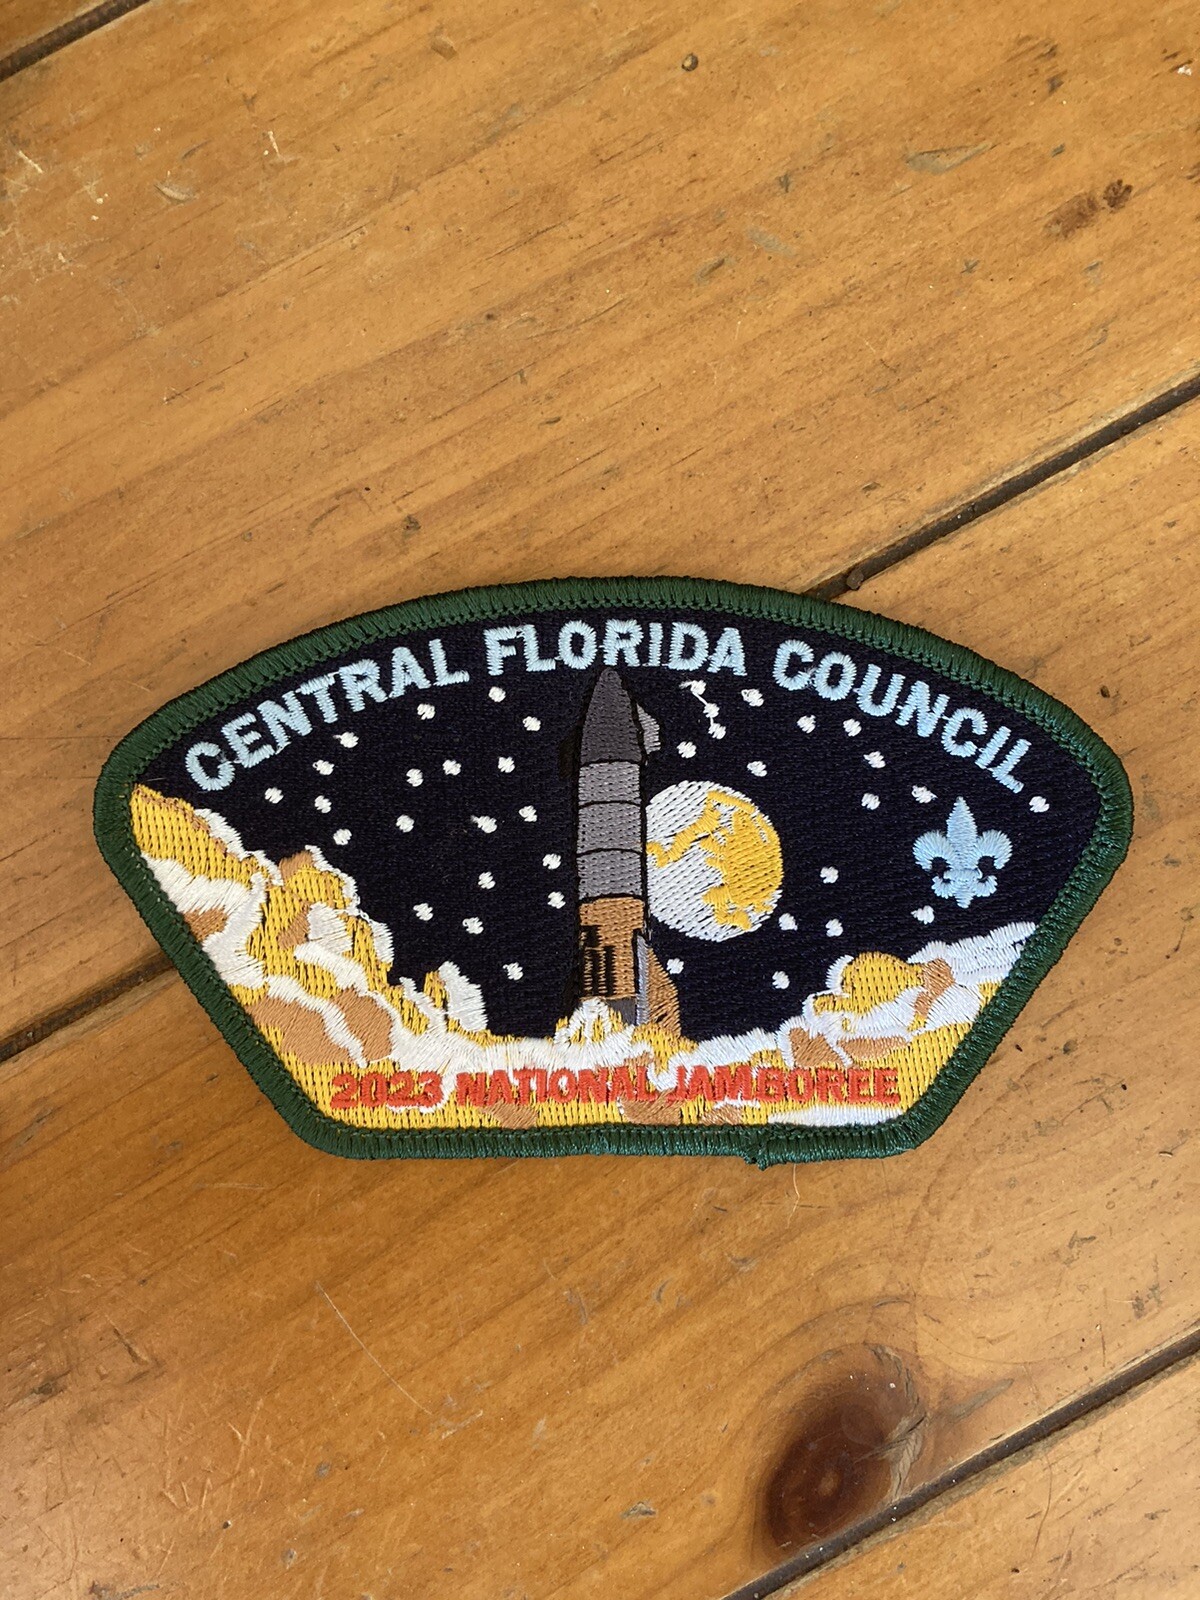 CENTRAL FLORIDA COUNCIL
2023 NATIONAL JAMBOREE